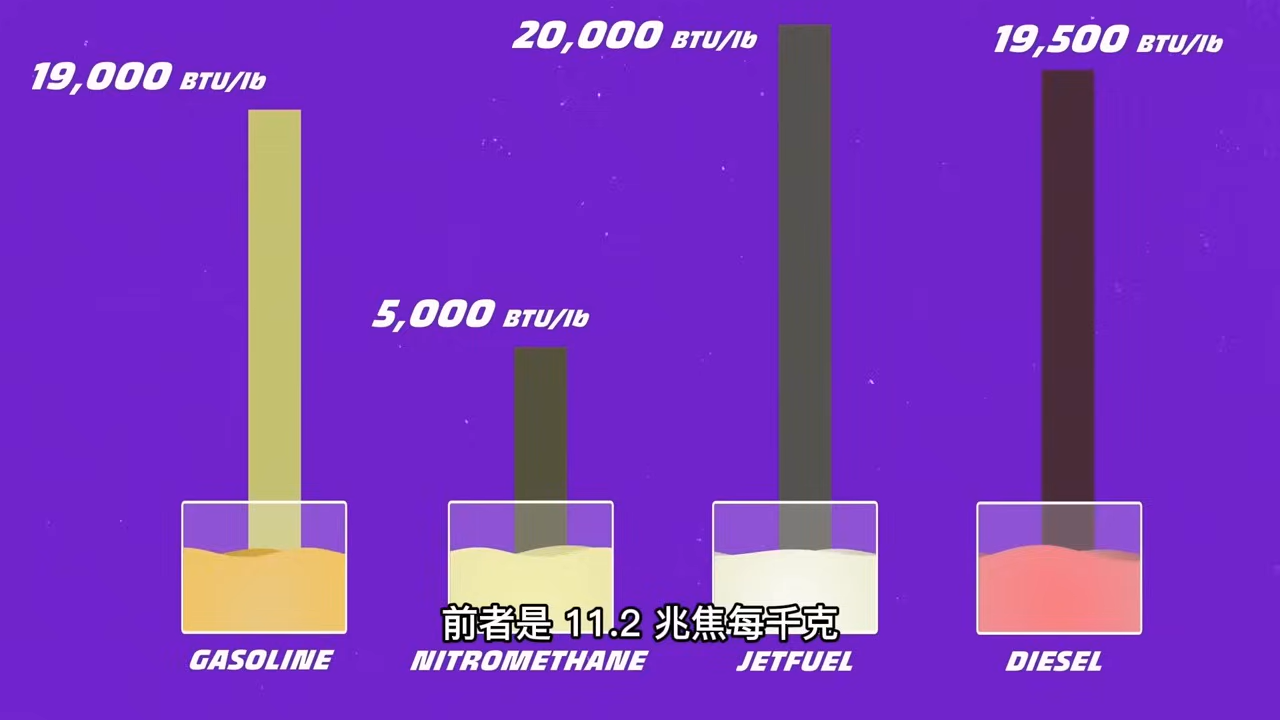 20,000 BTU/lb
19,500 BTU/lb
19,000 BTU/lb
5,000 BTU/lb
前者是 11.2 兆焦每千克
GASOLINE
NITROMETHANE
JETFUEL
DIESEL